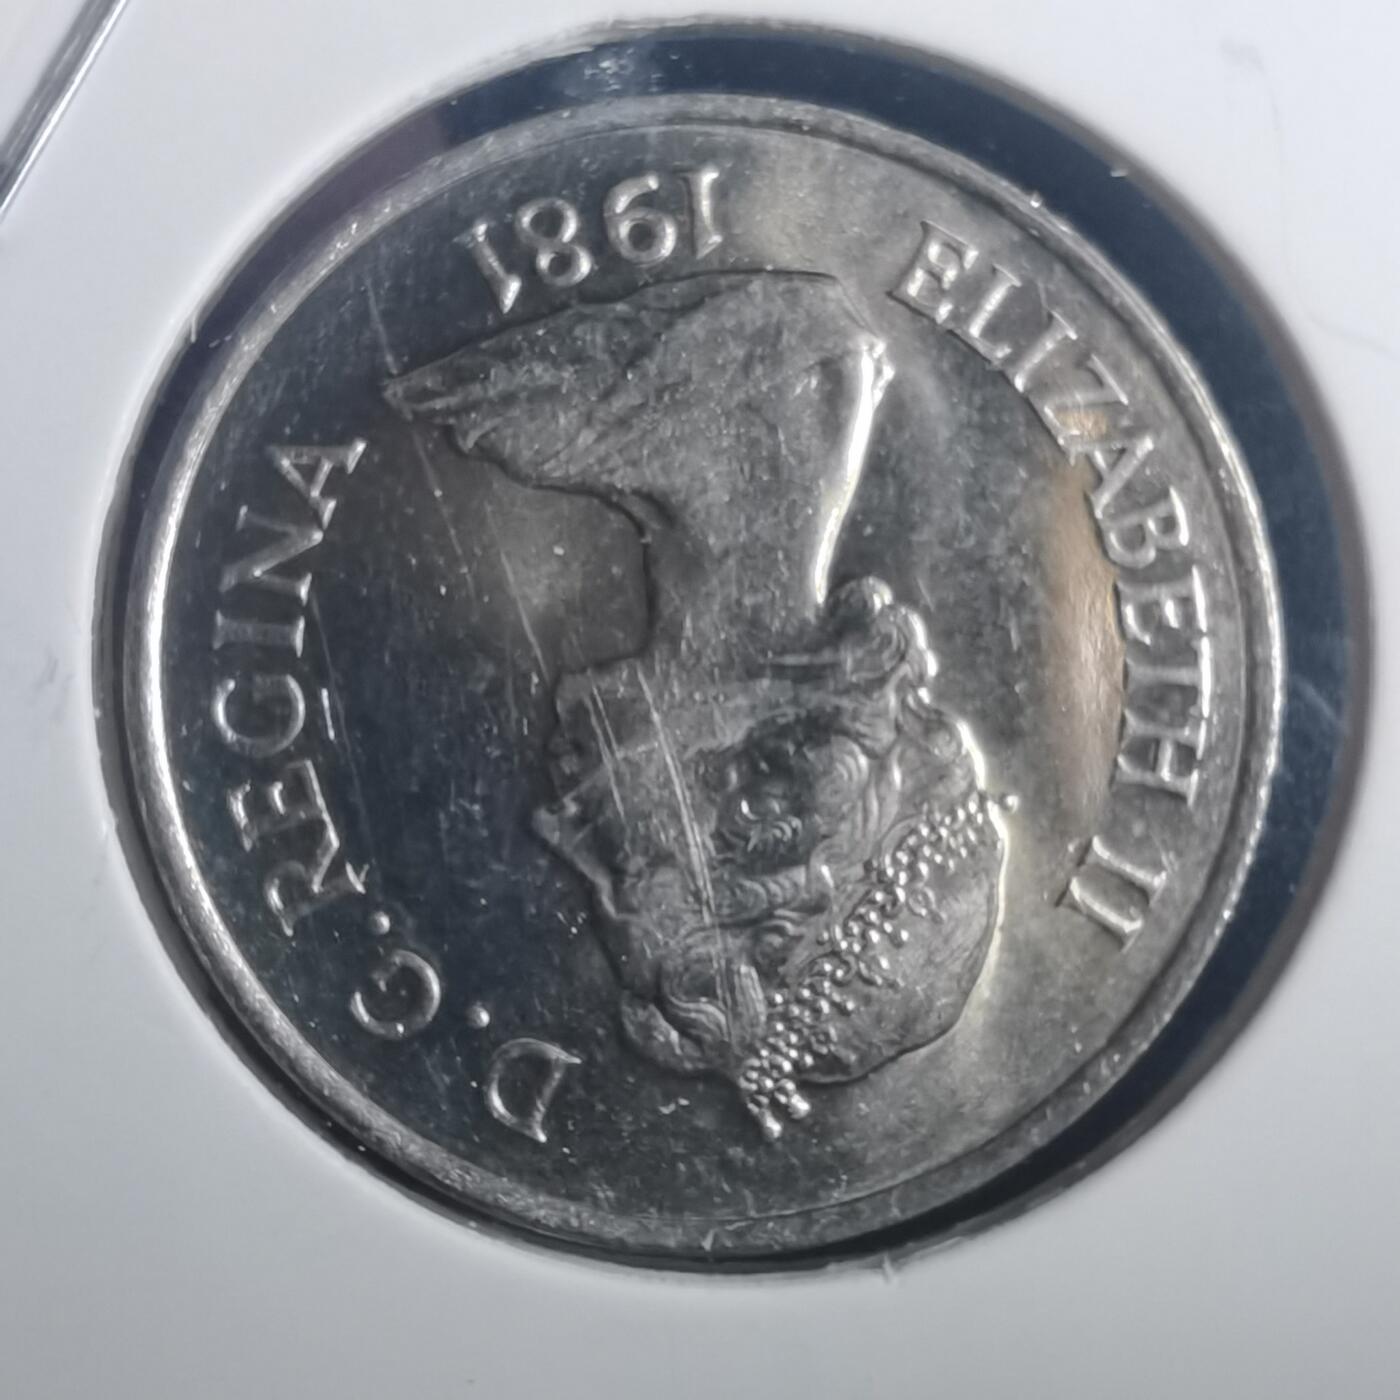 ELIZABETH II
D. G. REGINA
1981